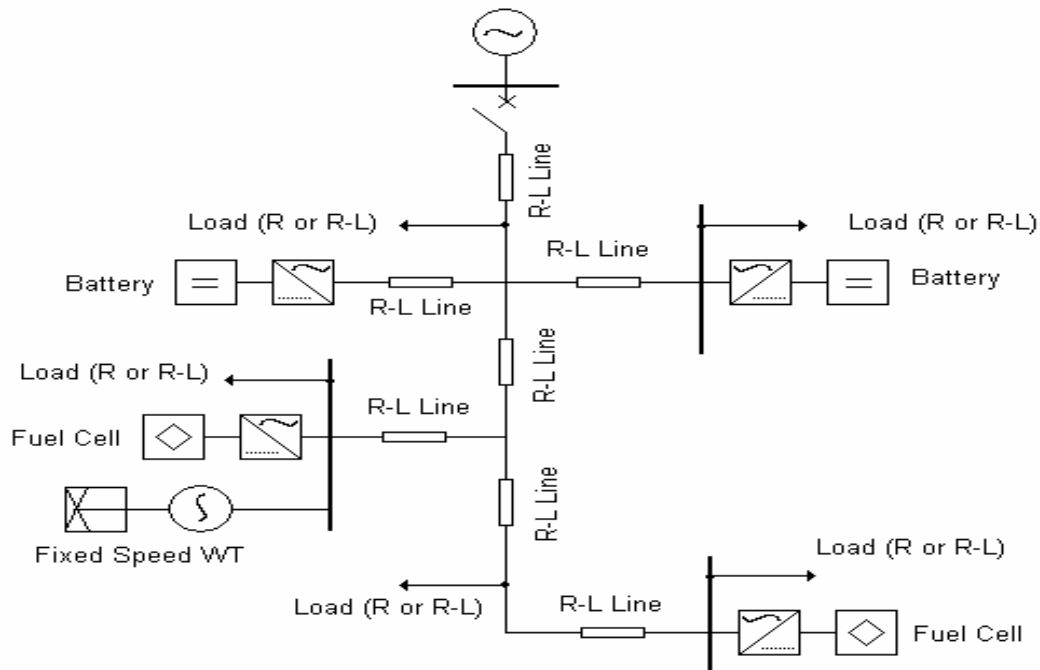 R-L Line
Load (R or R-L)
Load (R or R-L)
R-L Line
Battery
Battery
R-L Line
R-L Line
Load (R or R-L)
R-L Line
Fuel Cell
R-L Line
Fixed Speed WT
Load (R or R-L)
Load (R or R-L)
R-L Line
Fuel Cell